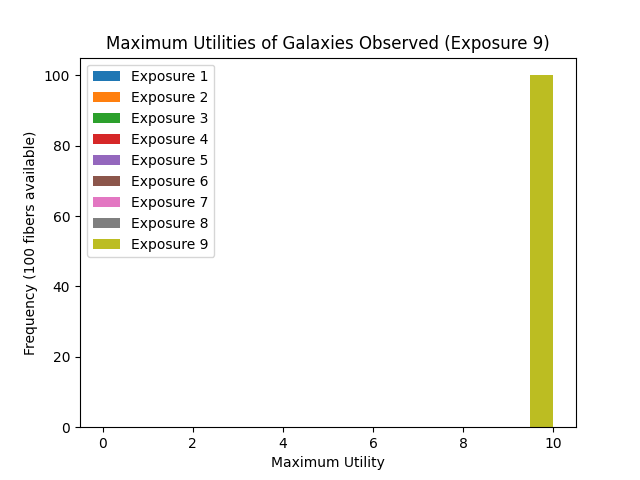 Maximum Utilities of Galaxies Observed (Exposure 9)
Exposure 1
Exposure 2
Exposure 3
Exposure 4
Exposure 5
Exposure 6
Exposure 7
Exposure 8
Exposure 9
Frequency (100 fibers available)
100
80
60
40
20
0
0 2 4 6 8 10
Maximum Utility